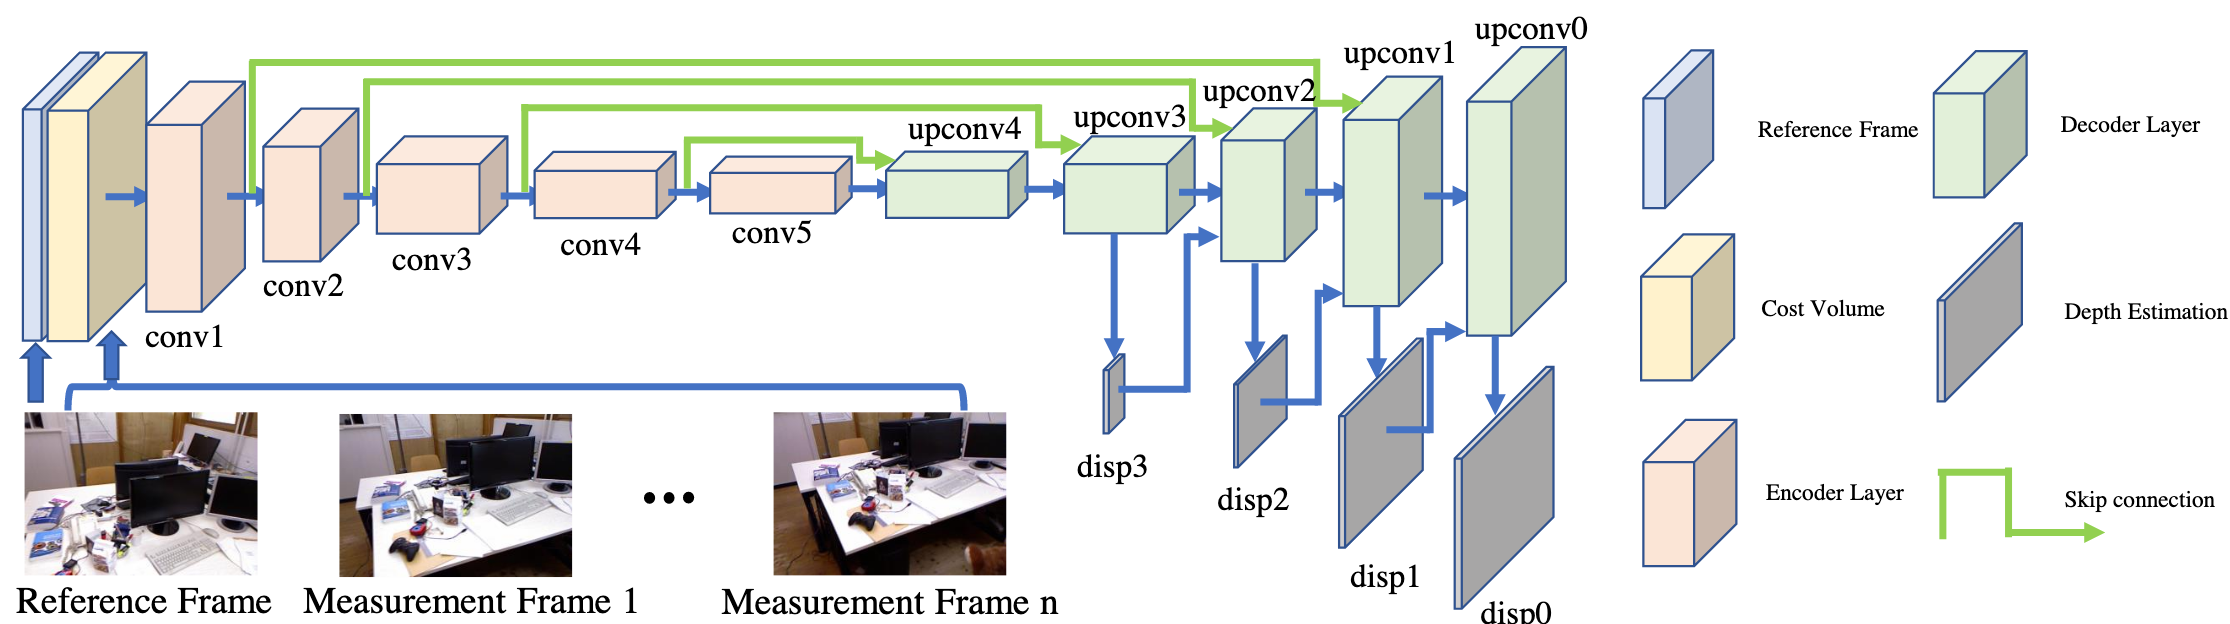 upconv0
upconv1
upconv2
upconv3
upconv4
conv5
conv4
conv3
conv2
conv1
disp3
disp2
disp1
disp0
Reference Frame
Measurement Frame 1
...
Measurement Frame n
Reference Frame
Decoder Layer
Cost Volume
Depth Estimation
Encoder Layer
Skip connection